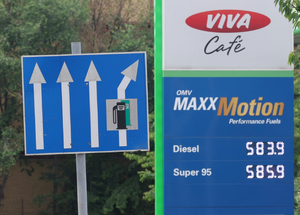 VIVA
Café
OMV
MAXXMotion
Performance Fuels
Diesel 583.9
Super 95 585.9